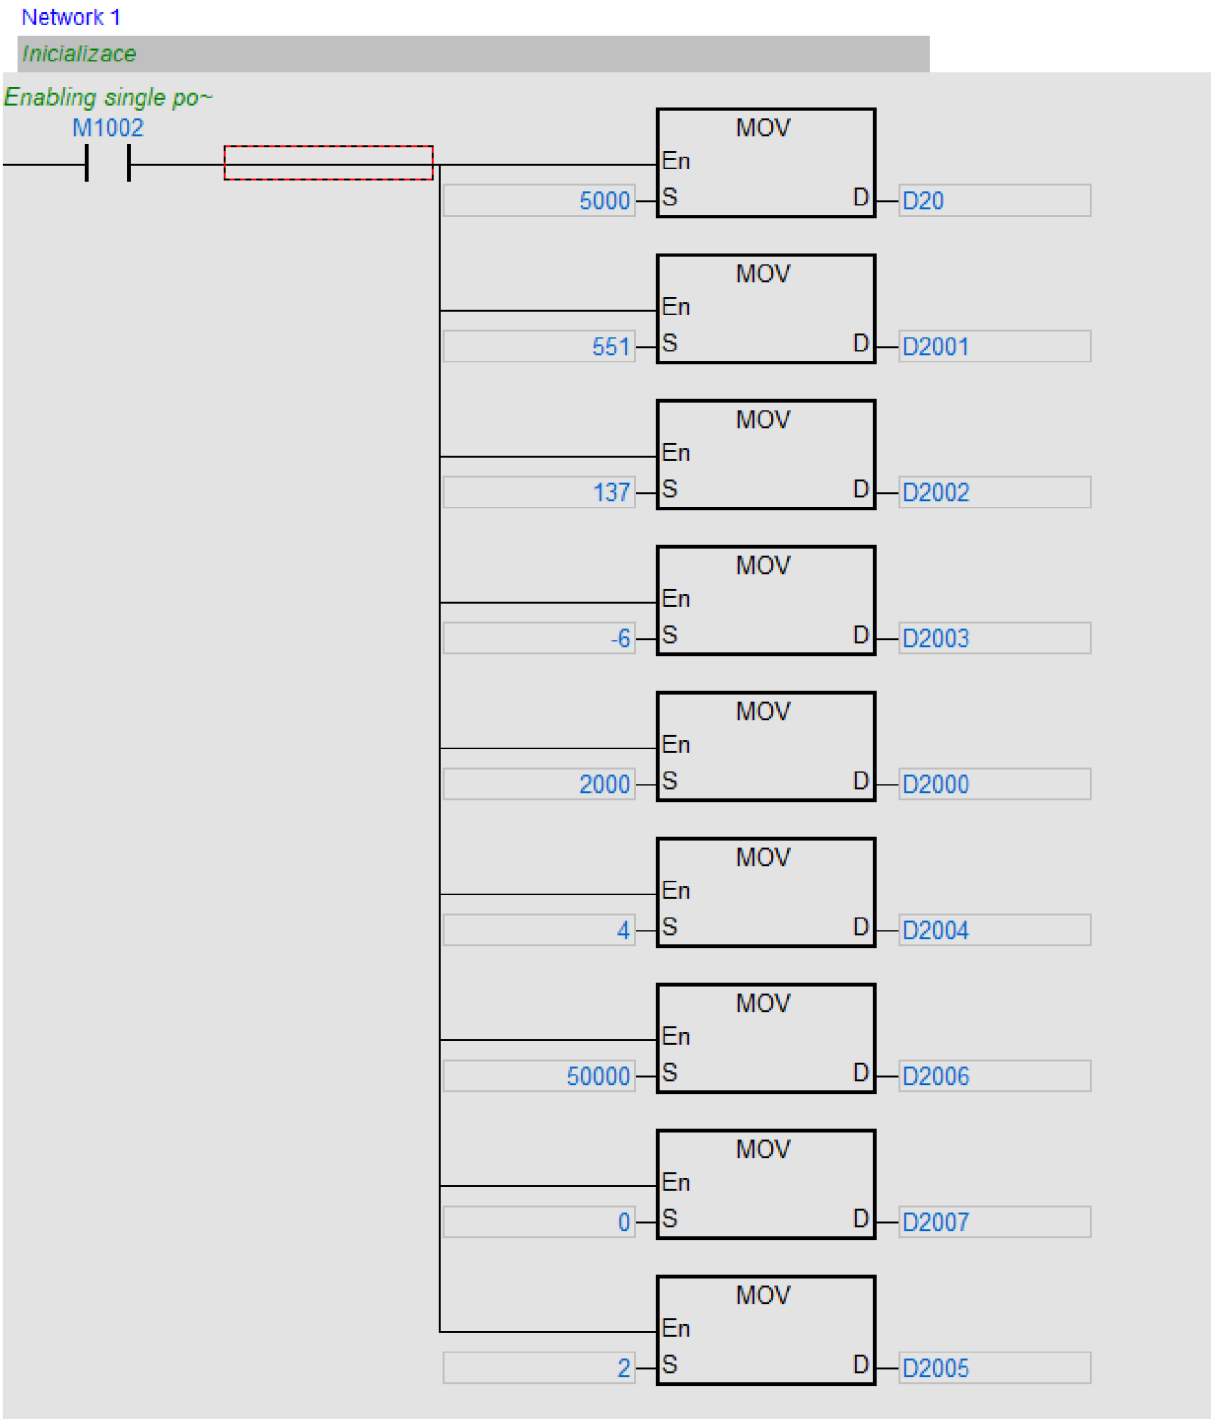 Network 1
Inicializace
Enabling single po~
M1002
MOV
En
5000 S D D20
MOV
En
551 S D D2001
MOV
En
137 S D D2002
MOV
En
-6 S D D2003
MOV
En
2000 S D D2000
MOV
En
4 S D D2004
MOV
En
50000 S D D2006
MOV
En
0 S D D2007
MOV
En
2 S D D2005